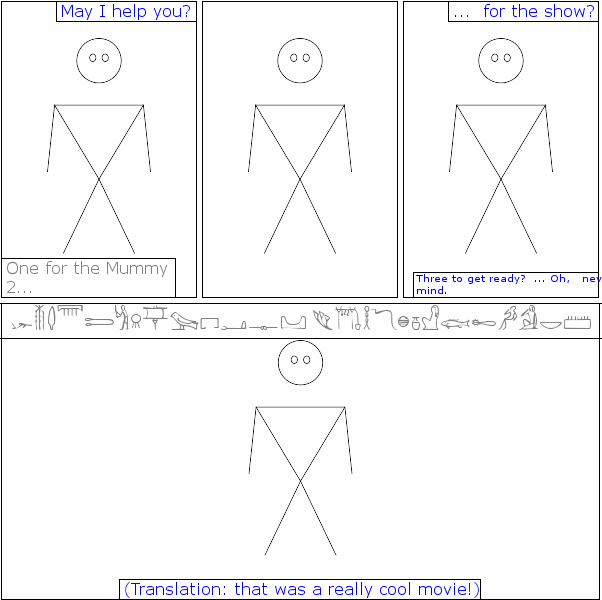 May I help you?
One for the Mummy
2...
... for the show?
Three to get ready? ... Oh, nev
mind.
(Translation: that was a really cool movie!)